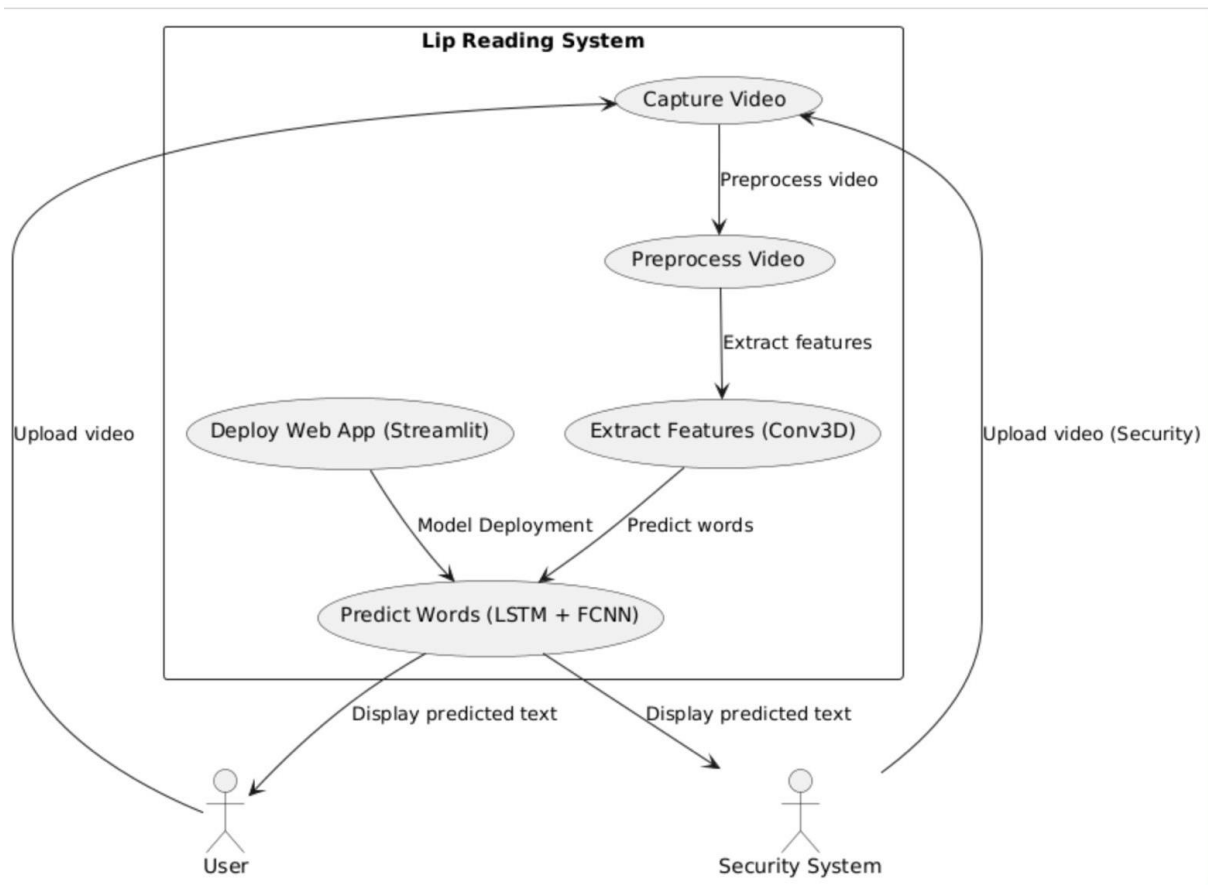 Lip Reading System
Capture Video
Preprocess video
Preprocess Video
Extract features
Upload video
Deploy Web App (Streamlit)
Extract Features (Conv3D)
Upload video (Security)
Model Deployment
Predict words
Predict Words (LSTM + FCNN)
Display predicted text
Display predicted text
User
Security System